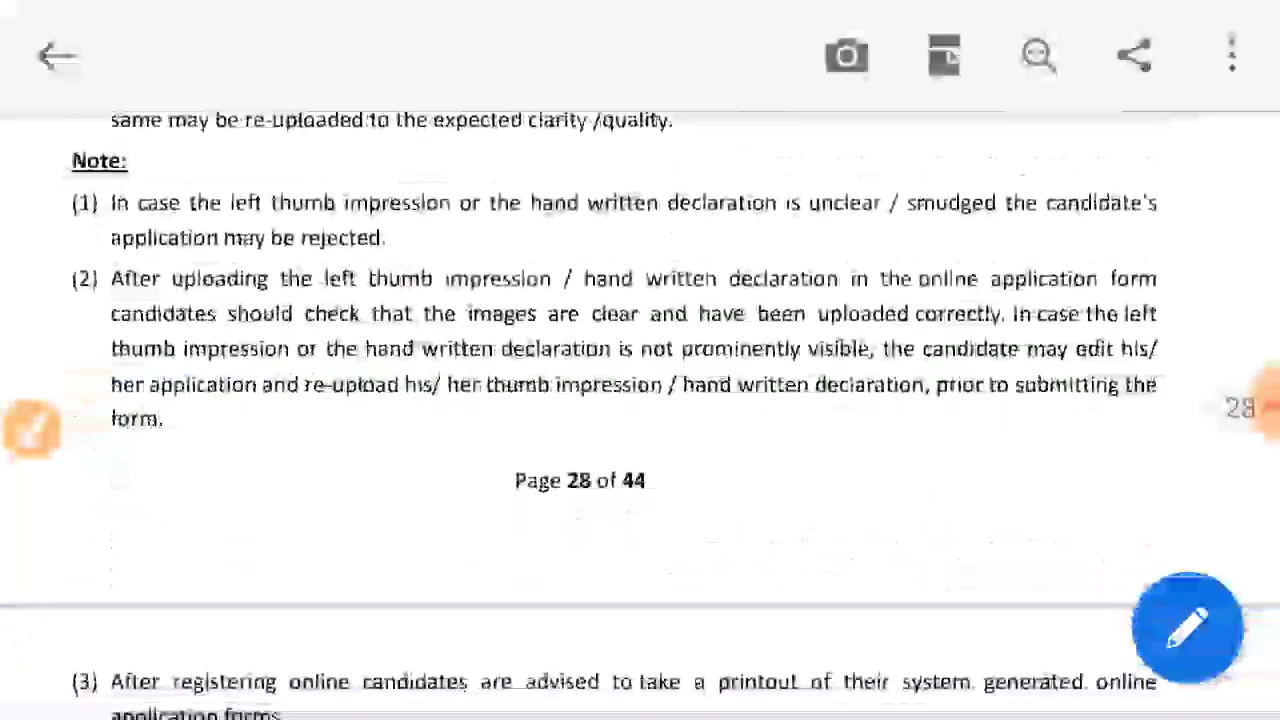 same may be re-uploaded to the expected clarity /quality.
Note:
(1) In case the left thumb impression or the hand written declaration is unclear / smudged the candidate's
application may be rejected.
(2) After uploading the left thumb impression / hand written declaration in the online application form
candidates should check that the images are clear and have been uploaded correctly. In case the left
thumb impression or the hand written declaration is not prominently visible, the candidate may edit his/
her application and re-upload his/ her thumb impression / hand written declaration, prior to submitting the
form.
28
Page 28 of 44
(3) After registering online candidates are advised to take a printout of their system generated online
application forms